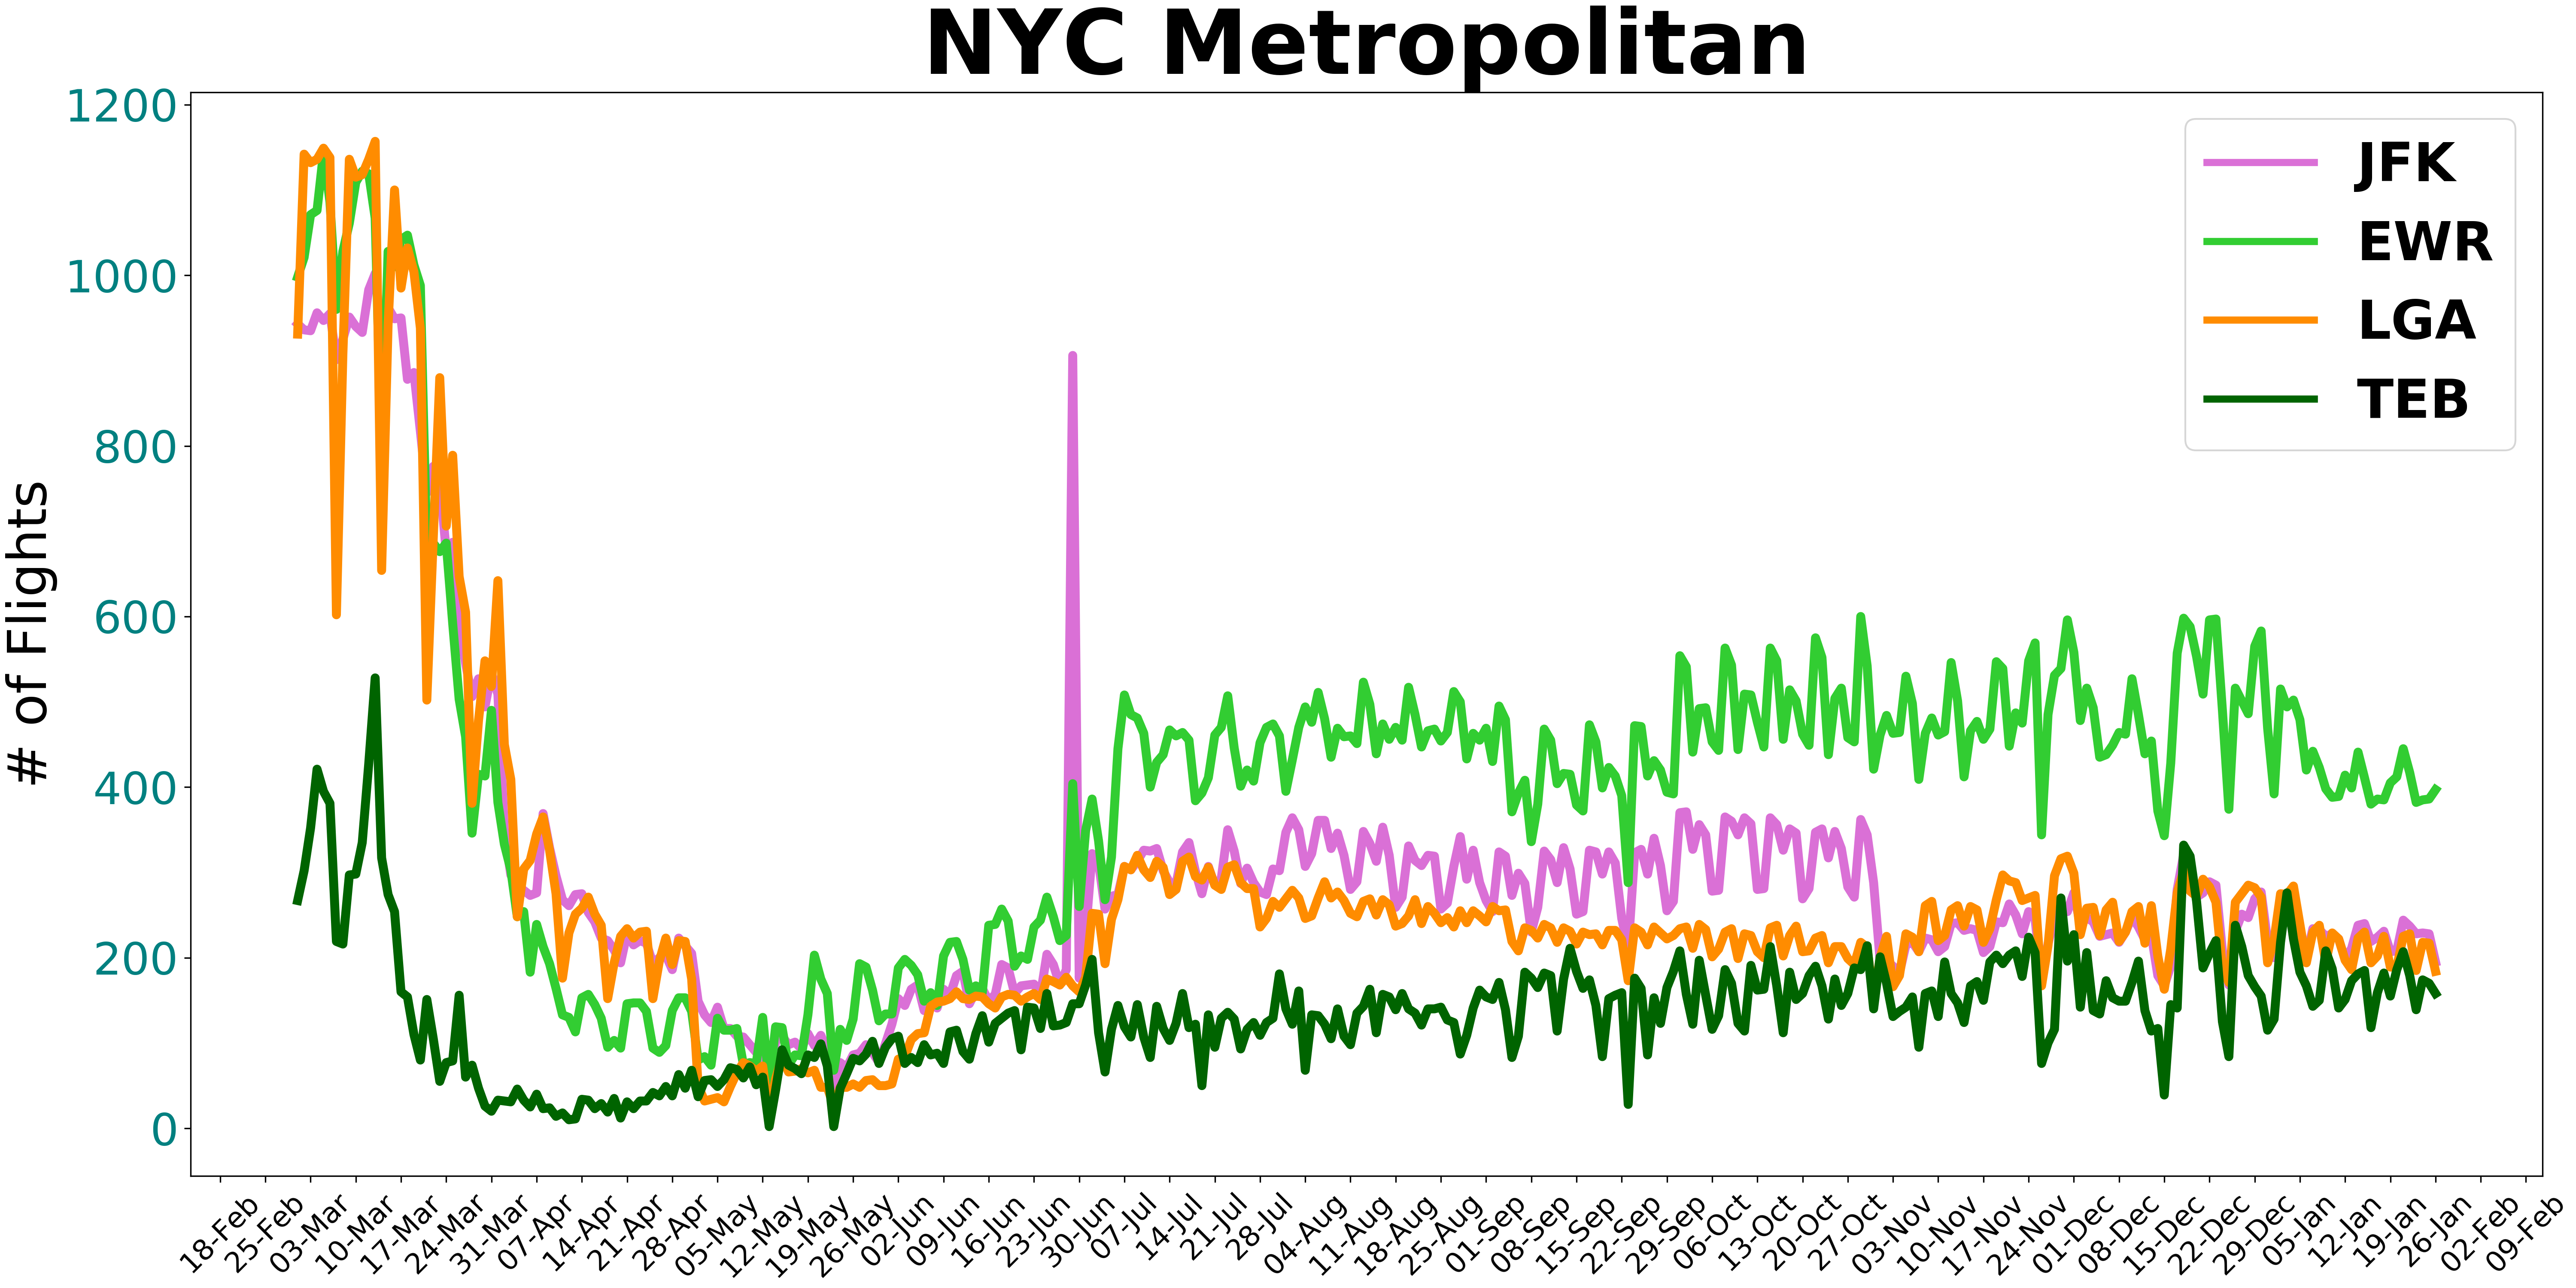 NYC Metropolitan
1200
1000
800
600
400
200
0
# of Flights
JFK
EWR
LGA
TEB
18-Feb
25-Feb
03-Mar
10-Mar
17-Mar
24-Mar
31-Mar
07-Apr
14-Apr
21-Apr
28-Apr
05-May
12-May
19-May
26-May
02-Jun
09-Jun
16-Jun
23-Jun
30-Jun
07-Jul
14-Jul
21-Jul
28-Jul
04-Aug
11-Aug
18-Aug
25-Aug
01-Sep
08-Sep
15-Sep
22-Sep
29-Oct
06-Oct
13-Oct
20-Oct
27-Oct
03-Nov
10-Nov
17-Nov
24-Nov
01-Dec
08-Dec
15-Dec
22-Dec
29-Dec
05-Jan
12-Jan
19-Jan
26-Jan
02-Feb
09-Feb